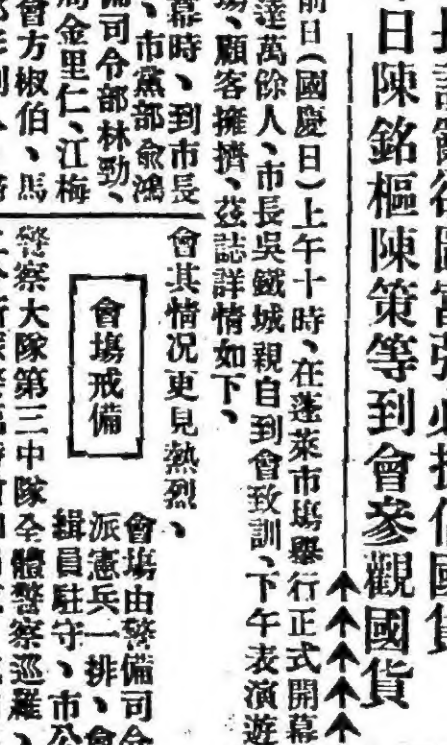 日陳銘樞陳策等到會參觀國貨
前日(國慶日)上午十時、在蓬萊市塲舉行正式開幕
達萬餘人、市長吳鐵城親自到會致訓、下午表演遊
塲、顧客擁擠、茲誌詳情如下、
幕時、到市長
、市黨部俞鴻
備司令部林勁、
金里仁、江梅
會方椒伯、馬
會其情况更見熱烈、
會塲戒備
會塲由警備司令
派憲兵一排、會
緝員駐守、市公
警察大隊第三中隊全體警察巡羅、